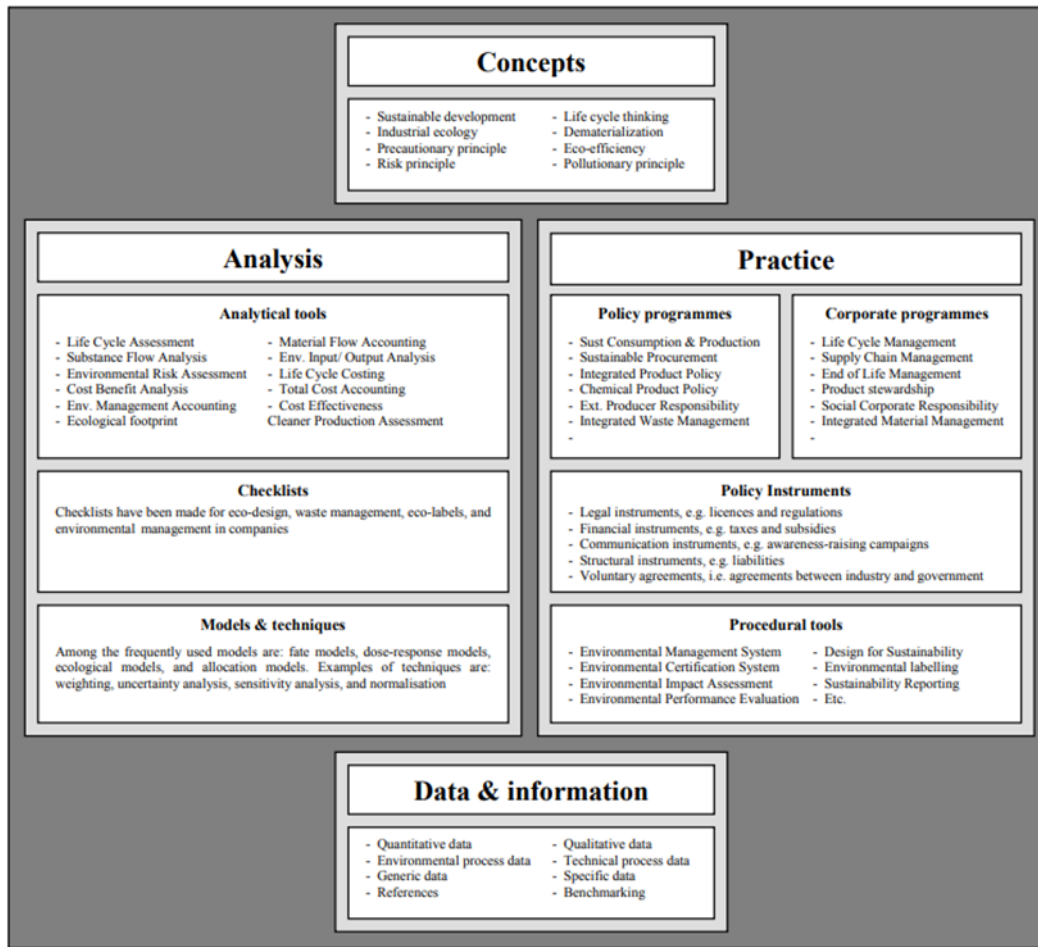 Concepts
- Sustainable development
- Industrial ecology
- Precautionary principle
- Risk principle
- Life cycle thinking
- Dematerialization
- Eco-efficiency
- Pollutionary principle
Analysis
Analytical tools
- Life Cycle Assessment
- Substance Flow Analysis
- Environmental Risk Assessment
- Cost Benefit Analysis
- Env. Management Accounting
- Ecological footprint
- Material Flow Accounting
- Env. Input/ Output Analysis
- Life Cycle Costing
- Total Cost Accounting
- Cost Effectiveness
Cleaner Production Assessment
Checklists
Checklists have been made for eco-design, waste management, eco-labels, and
environmental management in companies
Models & techniques
Among the frequently used models are: fate models, dose-response models,
ecological models, and allocation models. Examples of techniques are:
weighting, uncertainty analysis, sensitivity analysis, and normalisation
Practice
Policy programmes
- Sust Consumption & Production
- Sustainable Procurement
- Integrated Product Policy
- Chemical Product Policy
- Ext. Producer Responsibility
- Integrated Waste Management
-
Corporate programmes
- Life Cycle Management
- Supply Chain Management
- End of Life Management
- Product stewardship
- Social Corporate Responsibility
- Integrated Material Management
-
Policy Instruments
- Legal instruments, e.g. licences and regulations
- Financial instruments, e.g. taxes and subsidies
- Communication instruments, e.g. awareness-raising campaigns
- Structural instruments, e.g. liabilities
- Voluntary agreements, i.e. agreements between industry and government
Procedural tools
- Environmental Management System
- Environmental Certification System
- Environmental Impact Assessment
- Environmental Performance Evaluation
- Design for Sustainability
- Environmental labelling
- Sustainability Reporting
- Etc.
Data & information
- Quantitative data
- Environmental process data
- Generic data
- References
- Qualitative data
- Technical process data
- Specific data
- Benchmarking